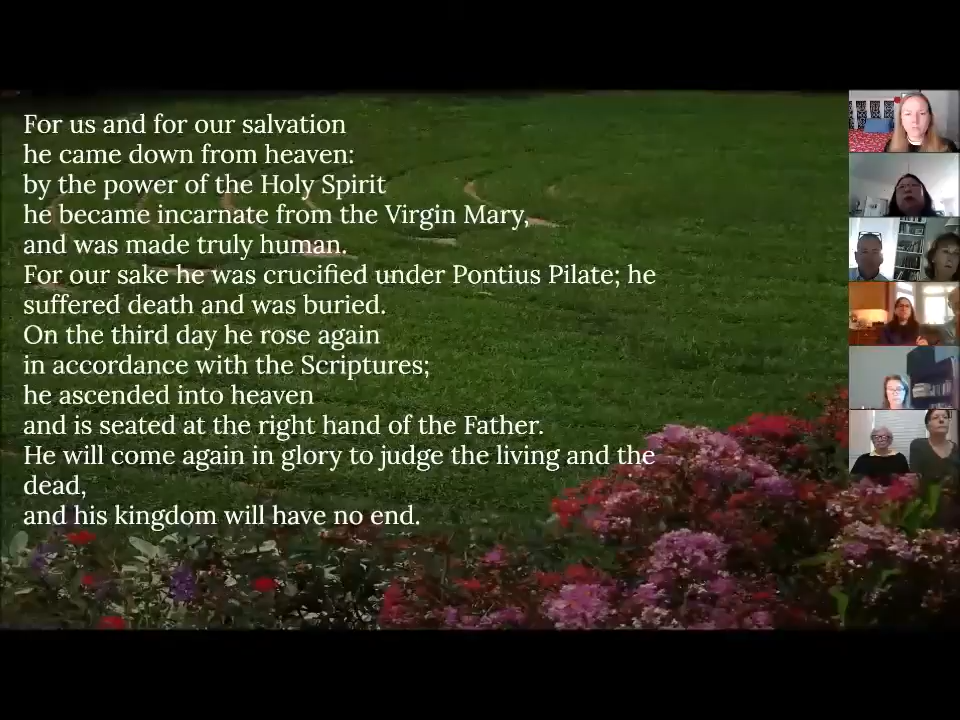 For us and for our salvation
he came down from heaven:
by the power of the Holy Spirit
he became incarnate from the Virgin Mary,
and was made truly human.
For our sake he was crucified under Pontius Pilate; he
suffered death and was buried.
On the third day he rose again
in accordance with the Scriptures;
he ascended into heaven
and is seated at the right hand of the Father.
He will come again in glory to judge the living and the
dead,
and his kingdom will have no end.